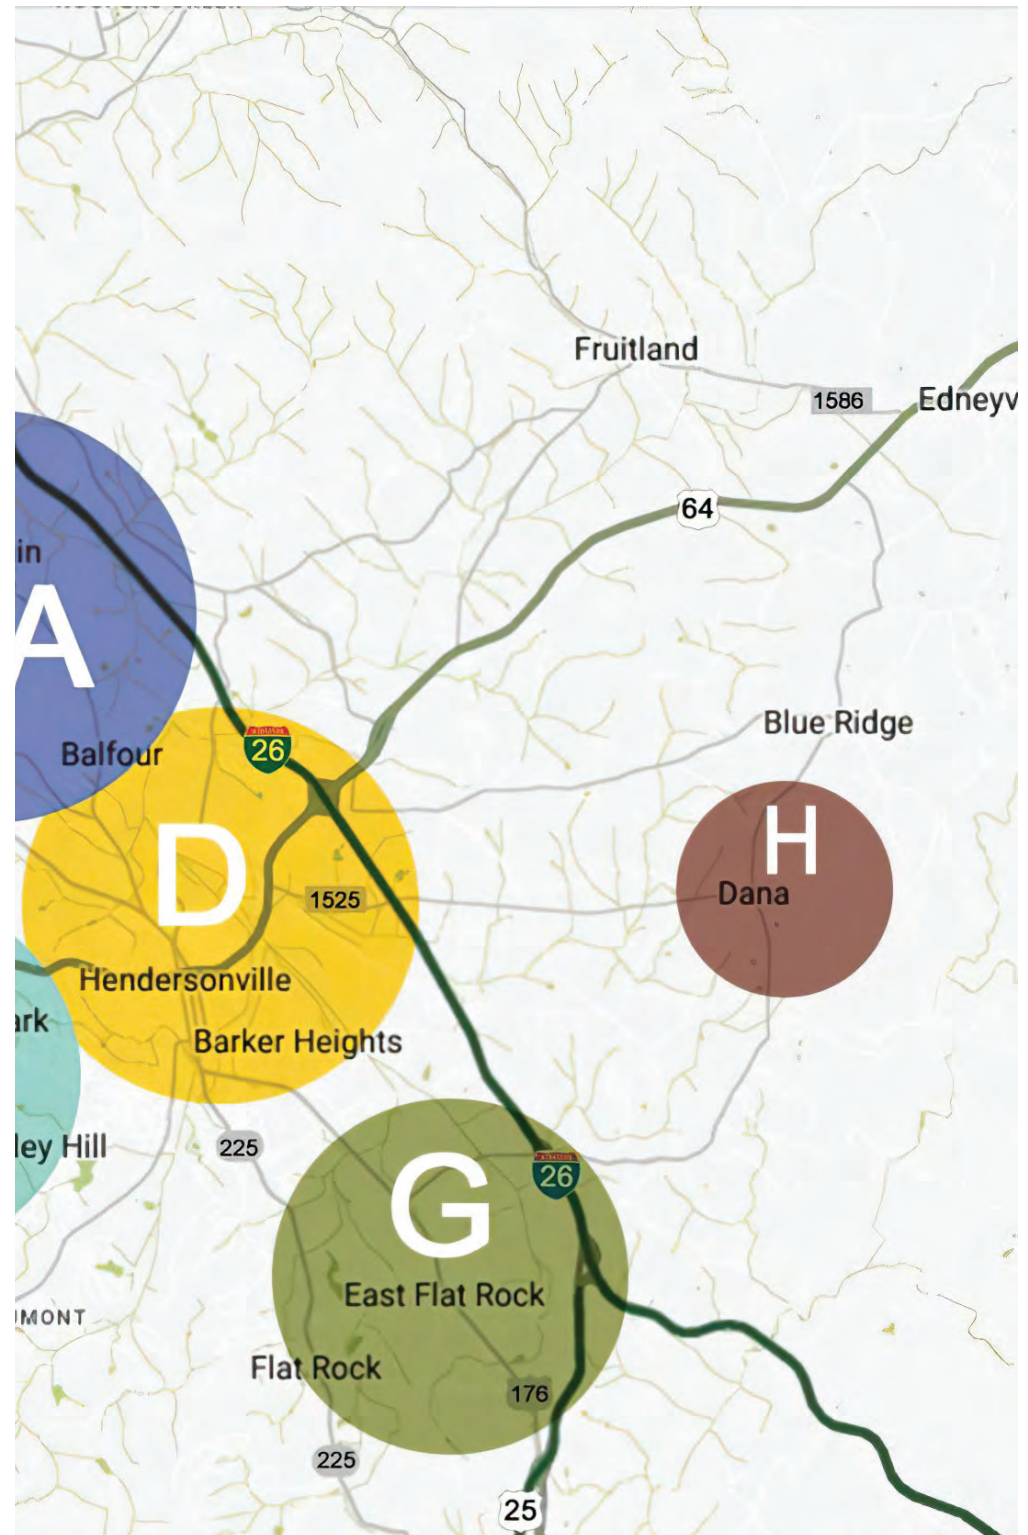 Fruitland
1586
Edneyv
64
in
A
Blue Ridge
26
Balfour
H
D
Dana
1525
Hendersonville
ark
Barker Heights
ley Hill
225
26
G
East Flat Rock
MONT
Flat Rock
176
225
25